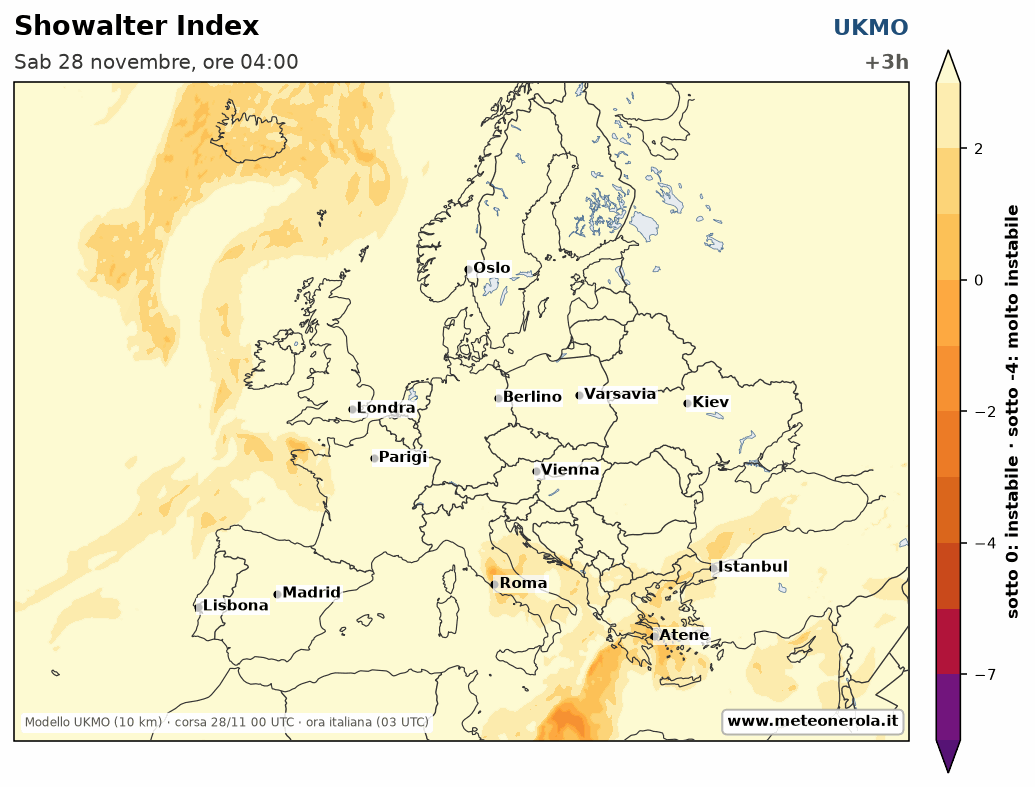 Showalter Index
UKMO
Sab 28 novembre, ore 04:00
+3h
Oslo
Berlino
Varsavia
Kiev
Londra
Parigi
Vienna
Istanbul
Roma
Madrid
Lisbona
Atene
2
0
−2
−4
−7
sotto 0: instabile · sotto -4: molto instabile
Modello UKMO (10 km) · corsa 28/11 00 UTC · ora italiana (03 UTC)
www.meteonerola.it